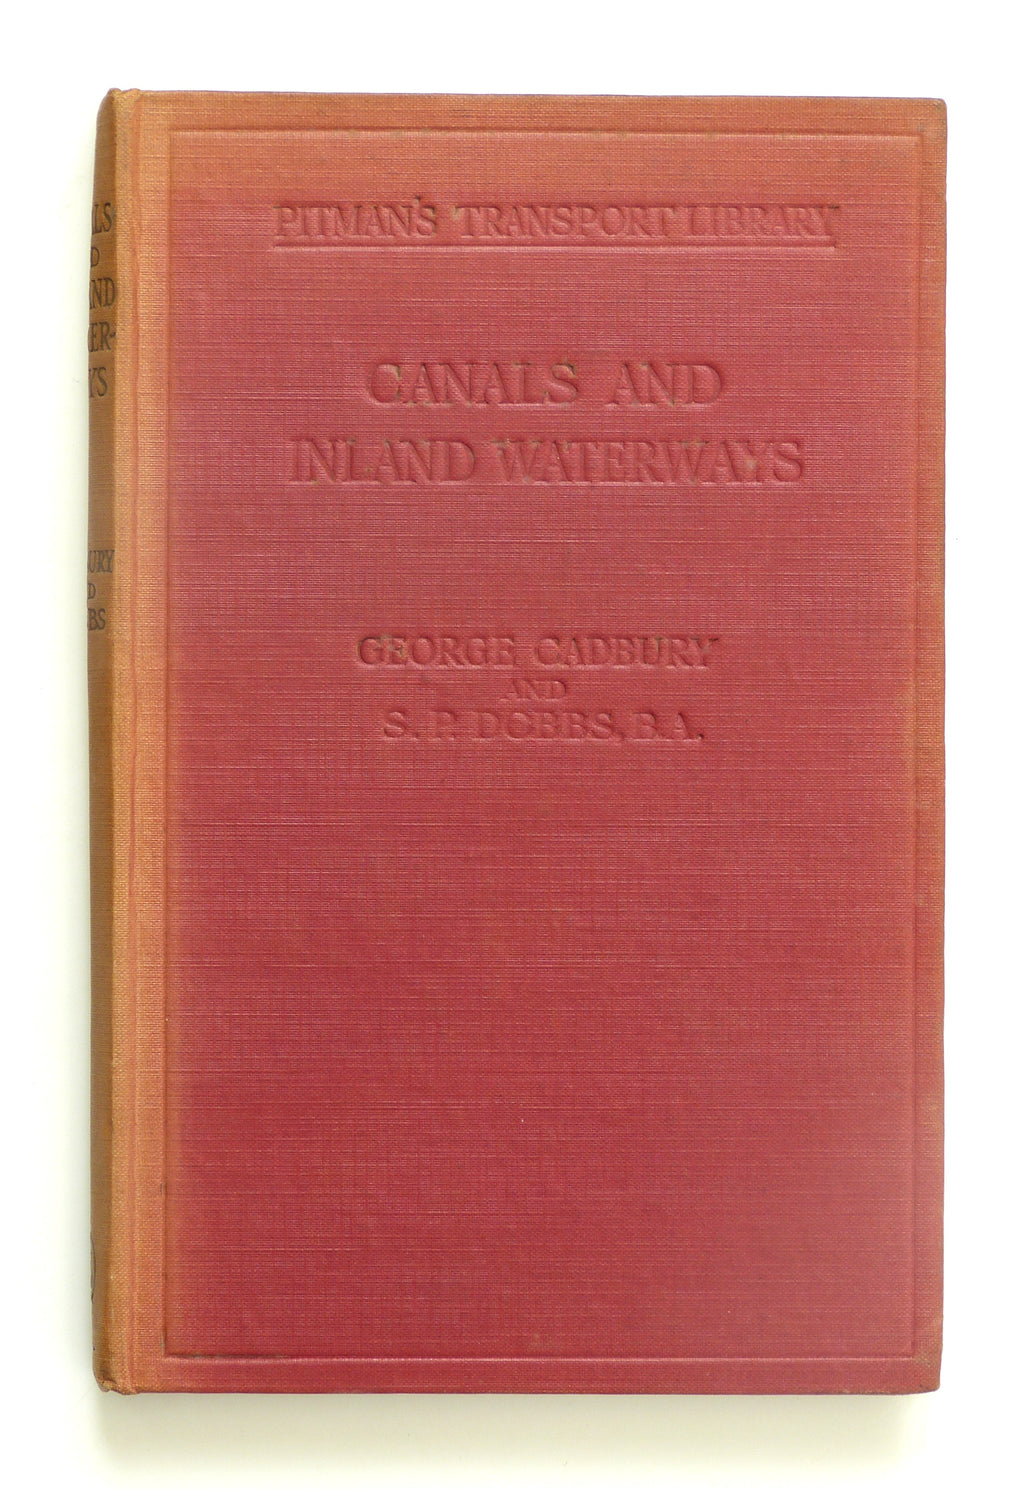 PITMAN'S TRANSPORT LIBRARY
CANALS AND
INLAND WATERWAYS
GEORGE CADBURY
AND
S. P. DOBBS, B.A.